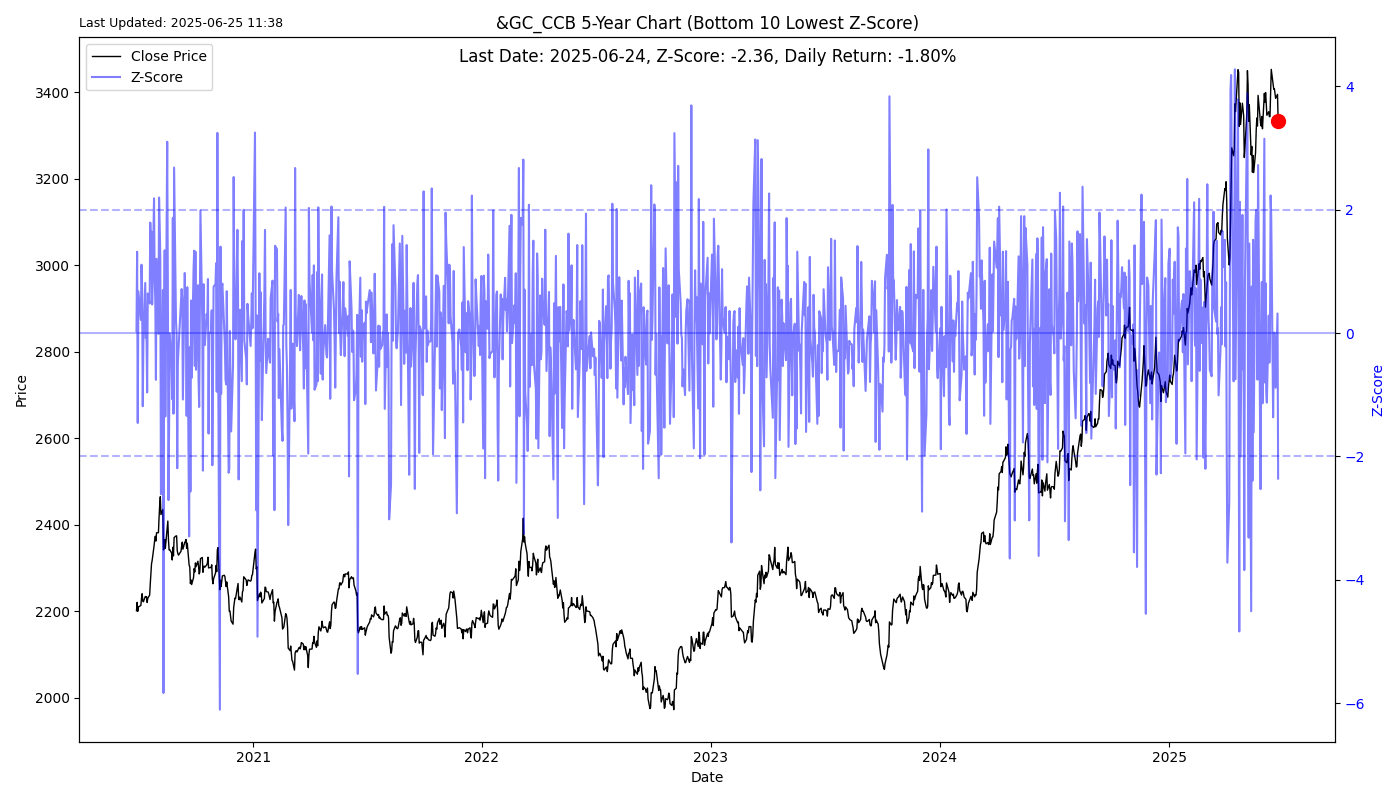 Last Updated: 2025-06-25 11:38
&GC_CCB 5-Year Chart (Bottom 10 Lowest Z-Score)
Last Date: 2025-06-24, Z-Score: -2.36, Daily Return: -1.80%
Close Price
Z-Score
3400
3200
3000
2800
2600
2400
2200
2000
Price
4
2
0
−2
−4
−6
Z-Score
2021
2022
2023
2024
2025
Date